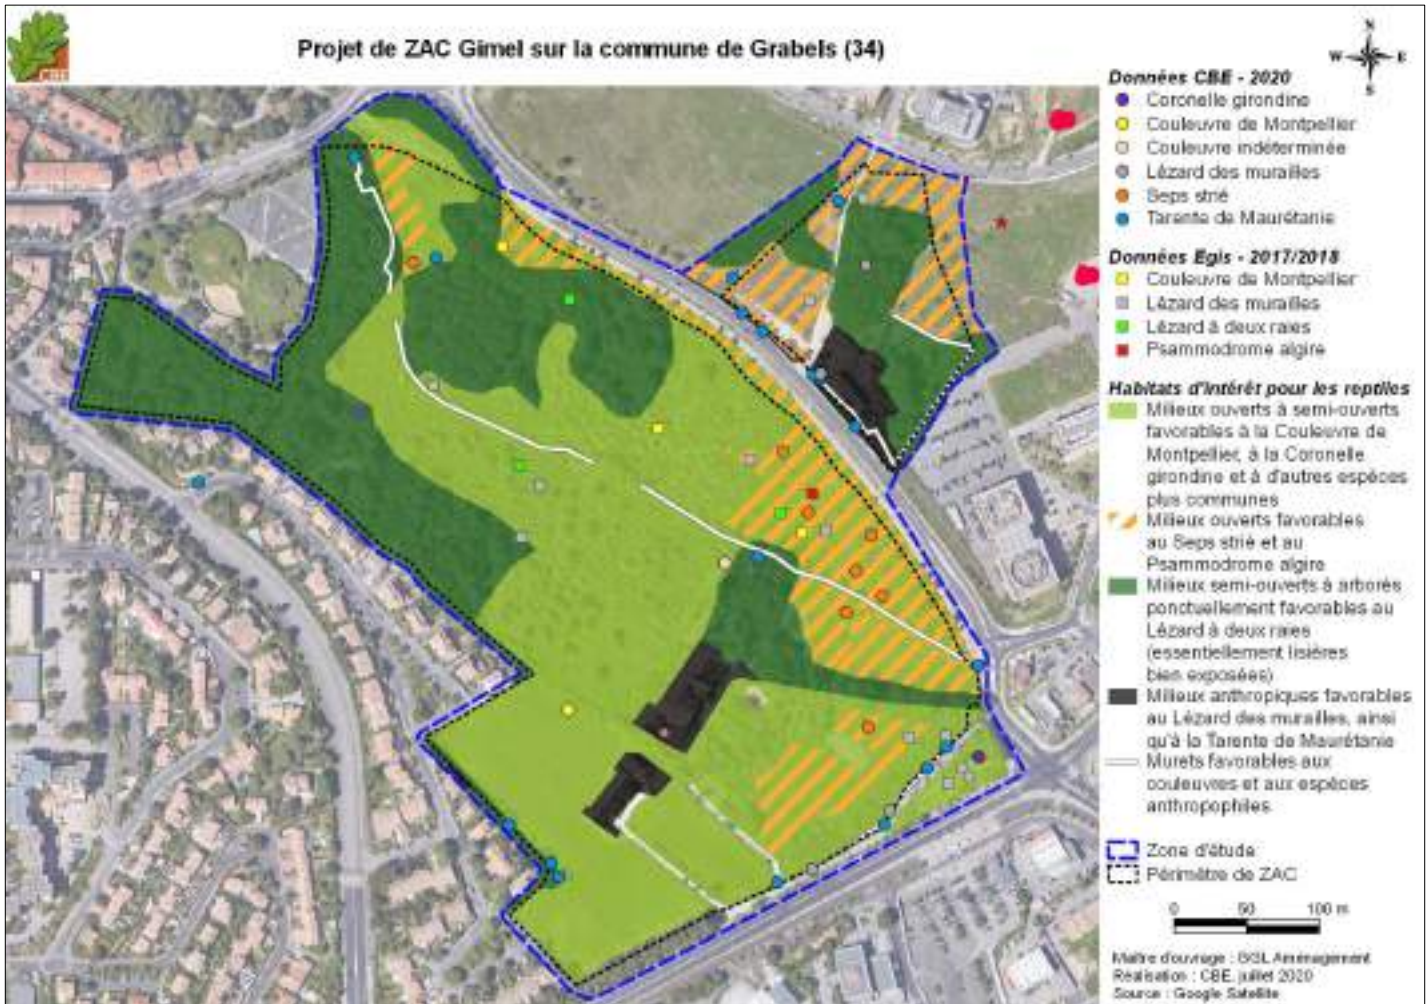 Projet de ZAC Gimel sur la commune de Grabels (34)
CBE
N
W E
S
Données CBE - 2020
Coronelle girondine
Couleuvre de Montpellier
Couleuvre indéterminée
Lézard des murailles
Seps strié
Tarente de Maurétanie
Données Egis - 2017/2018
Couleuvre de Montpellier
Lézard des murailles
Lézard à deux raies
Psammodrome algire
Habitats d'intérêt pour les reptiles
Milieux ouverts à semi-ouverts
favorables à la Couleuvre de
Montpellier, à la Coronelle
girondine et à d'autres espèces
plus communes
Milieux ouverts favorables
au Seps strié et au
Psammodrome algire
Milieux semi-ouverts à arborés
ponctuellement favorables au
Lézard à deux raies
(essentiellement lisières
bien exposées)
Milieux anthropiques favorables
au Lézard des murailles, ainsi
qu'à la Tarente de Maurétanie
Murets favorables aux
couleuvres et aux espèces
anthropophiles
Zone d'étude
Périmètre de ZAC
0 50 100 m
Maître d'ouvrage : GGL Aménagement
Réalisation : CBE, juillet 2020
Source : Google Satellite